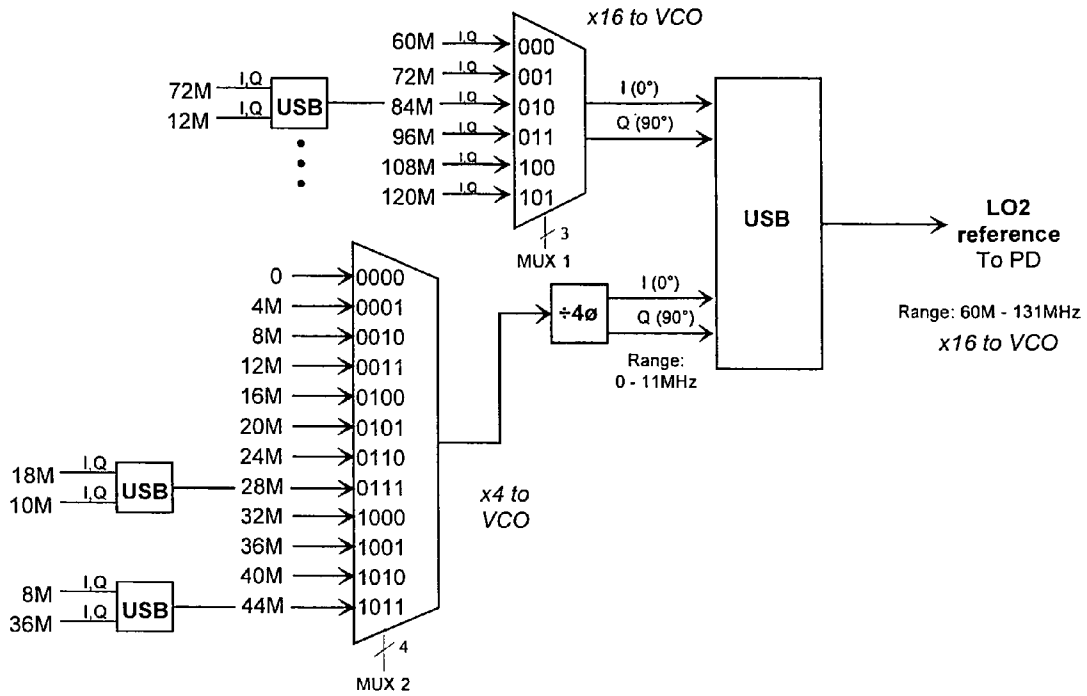 x16 to VCO
60M I,Q 000
72M I,Q 001
84M I,Q 010
96M I,Q 011
108M I,Q 100
120M I,Q 101
72M I,Q
12M I,Q
USB
3
MUX 1
I (0°)
Q (90°)
USB
LO2
reference
To PD
Range: 60M - 131MHz
x16 to VCO
0 0000
4M 0001
8M 0010
12M 0011
16M 0100
20M 0101
24M 0110
28M 0111
32M 1000
36M 1001
40M 1010
44M 1011
18M I,Q
10M I,Q
USB
8M I,Q
36M I,Q
USB
4
MUX 2
x4 to
VCO
÷4ø
I (0°)
Q (90°)
Range:
0 - 11MHz